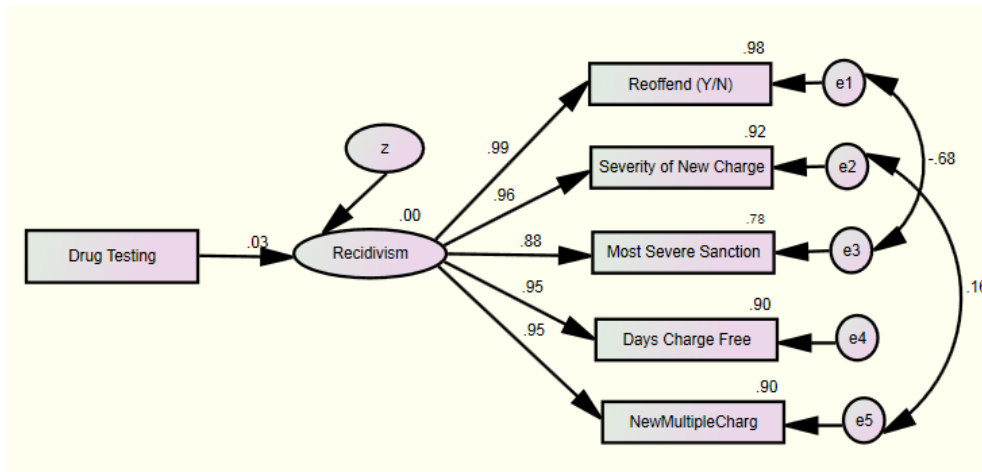 .98
Reoffend (Y/N)
e1
.99
.92
z
Severity of New Charge
e2
-.68
.96
.00
.78
Drug Testing
.03
Recidivism
.88
Most Severe Sanction
e3
.16
.95
.90
Days Charge Free
e4
.95
.90
NewMultipleCharg
e5